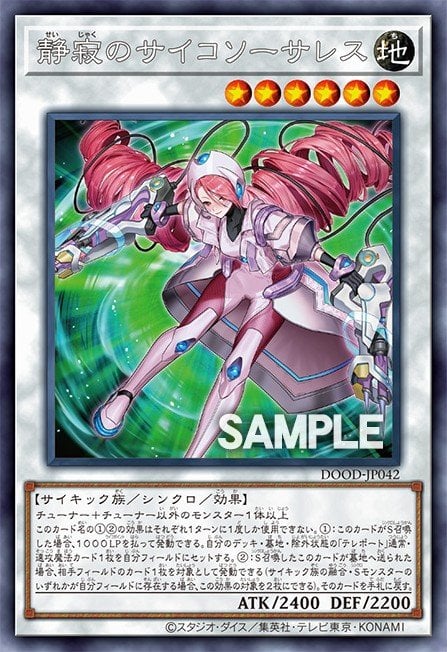 せい じゃく
静寂のサイコソーサレス
ち
地
SAMPLE
DOOD-JP042
【サイキック族／シンクロ／効果】
チューナー＋チューナー以外のモンスター1体以上
このカード名の①②の効果はそれぞれ1ターンに1度しか使用できない。①：このカードがS召喚
した場合、1000LPを払って発動できる。自分のデッキ・墓地・除外状態の「テレポート」通常・
速攻魔法カード1枚を自分フィールドにセットする。②：S召喚したこのカードが墓地へ送られた
場合、相手フィールドのカード1枚を対象として発動できる（サイキック族の融合・Sモンスターの
いずれかが自分フィールドに存在する場合、この効果の対象を2枚にできる）。そのカードを手札に戻す。
ATK/2400 DEF/2200
©スタジオ・ダイス／集英社・テレビ東京・KONAMI